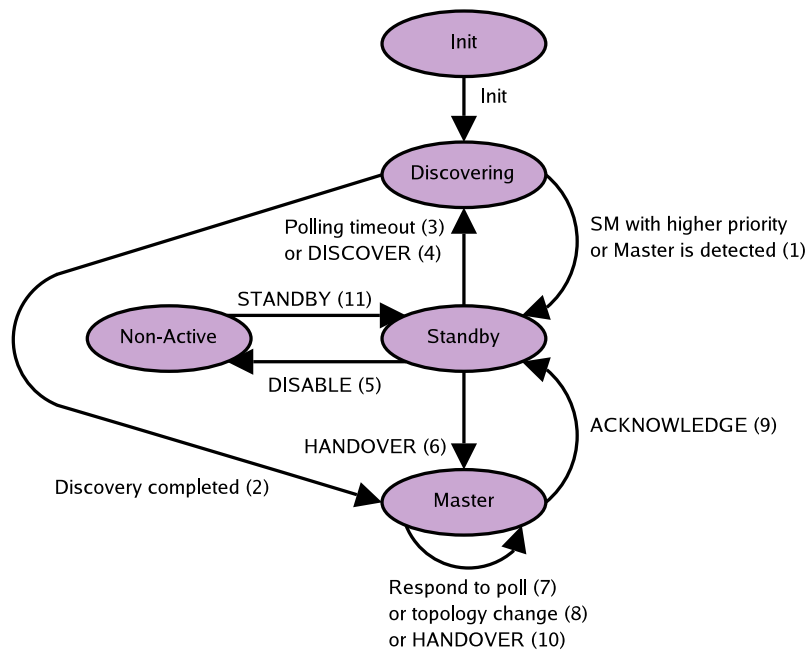 Init
Init
Discovering
SM with higher priority
or Master is detected (1)
Polling timeout (3)
or DISCOVER (4)
STANDBY (11)
Non-Active
Standby
DISABLE (5)
ACKNOWLEDGE (9)
HANDOVER (6)
Discovery completed (2)
Master
Respond to poll (7)
or topology change (8)
or HANDOVER (10)